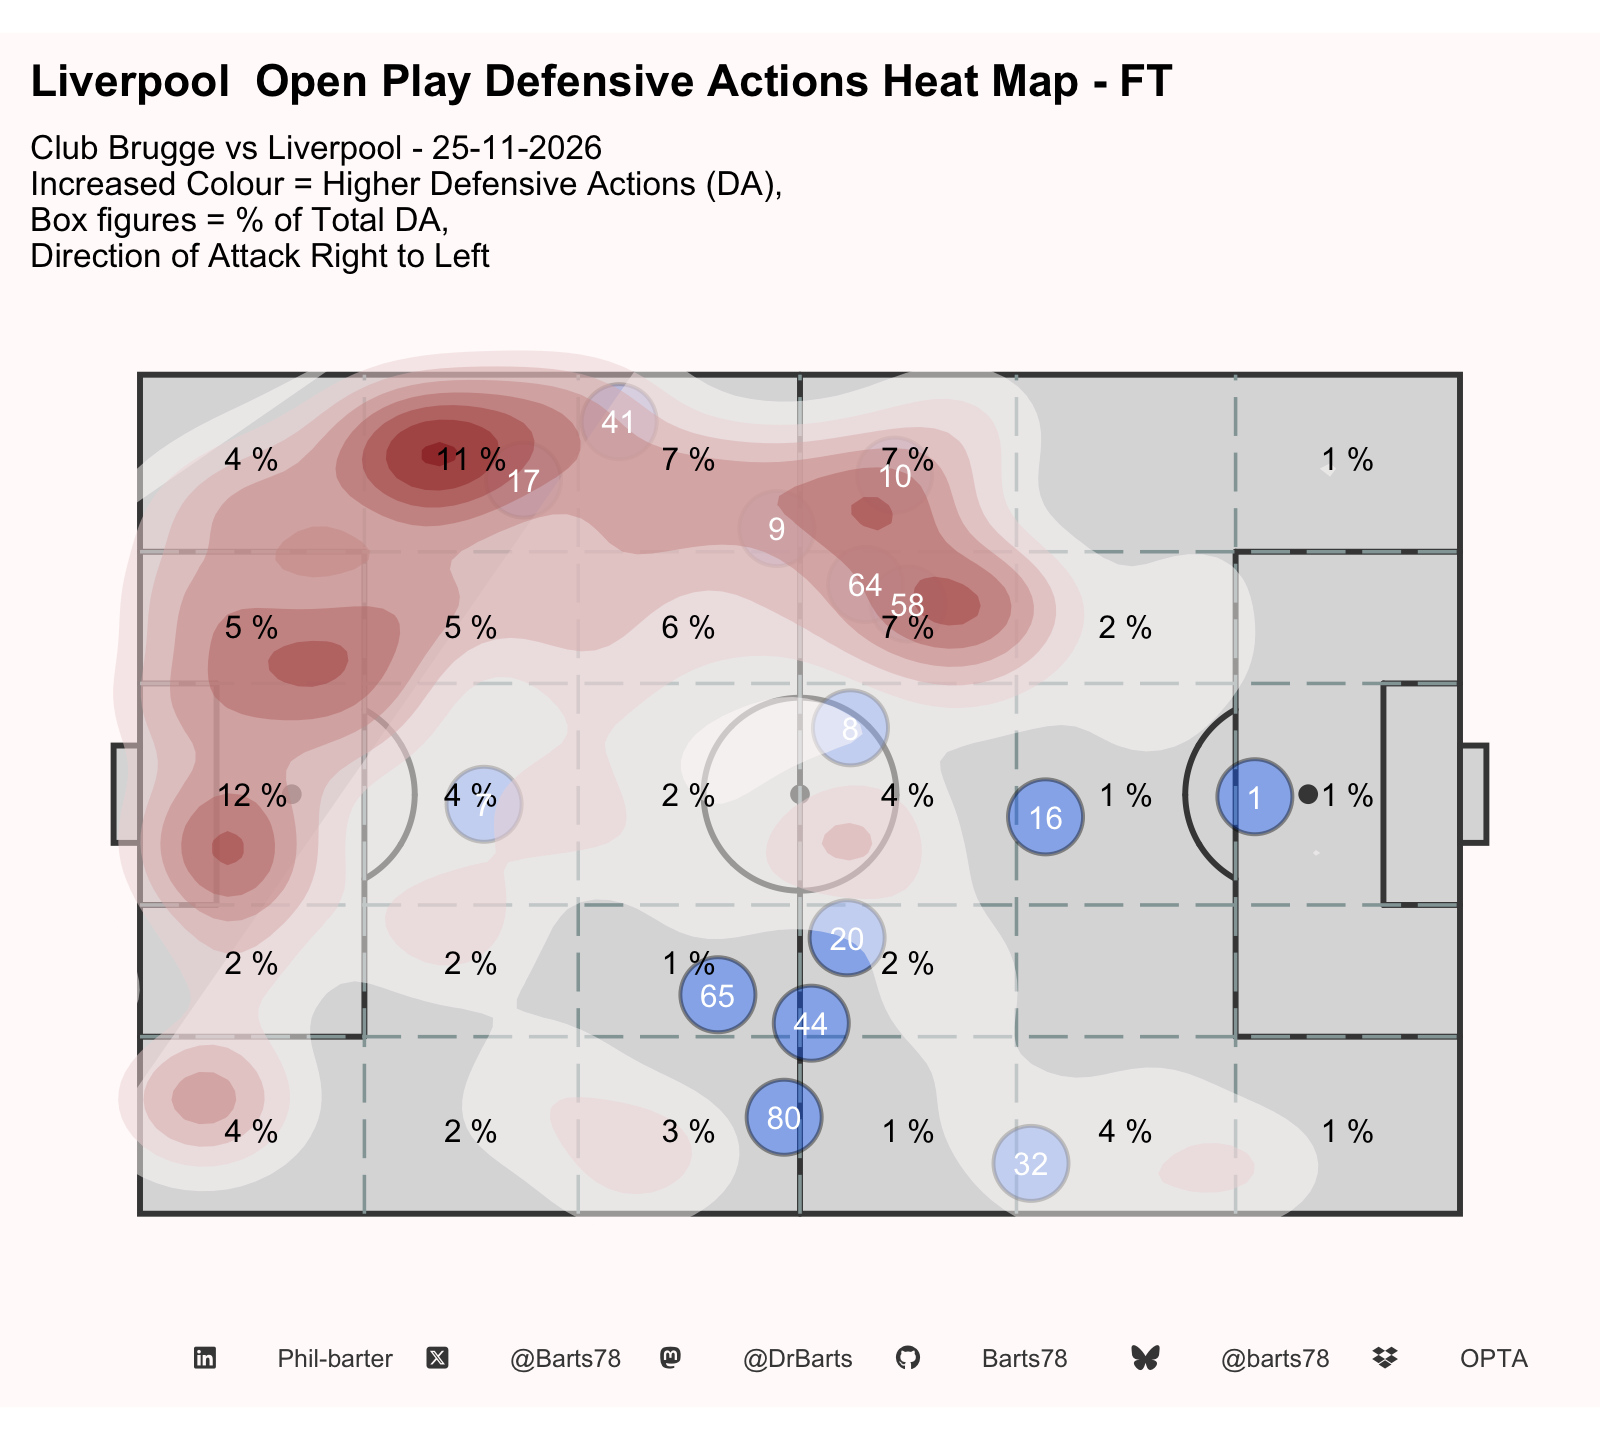 Liverpool  Open Play Defensive Actions Heat Map - FT
Club Brugge vs Liverpool - 25-11-2026
Increased Colour = Higher Defensive Actions (DA),
Box figures = % of Total DA,
Direction of Attack Right to Left
41
4 % 11 % 7 % 7 % 1 %
17 10
9
64
58
5 % 5 % 6 % 7 % 2 %
8
12 % 4 % 2 % 4 % 1 % 1 1 %
7 16
20
2 % 2 % 1 % 2 %
65
44
80
4 % 2 % 3 % 1 % 4 % 1 %
32
Phil-barter @Barts78 @DrBarts Barts78 @barts78 OPTA